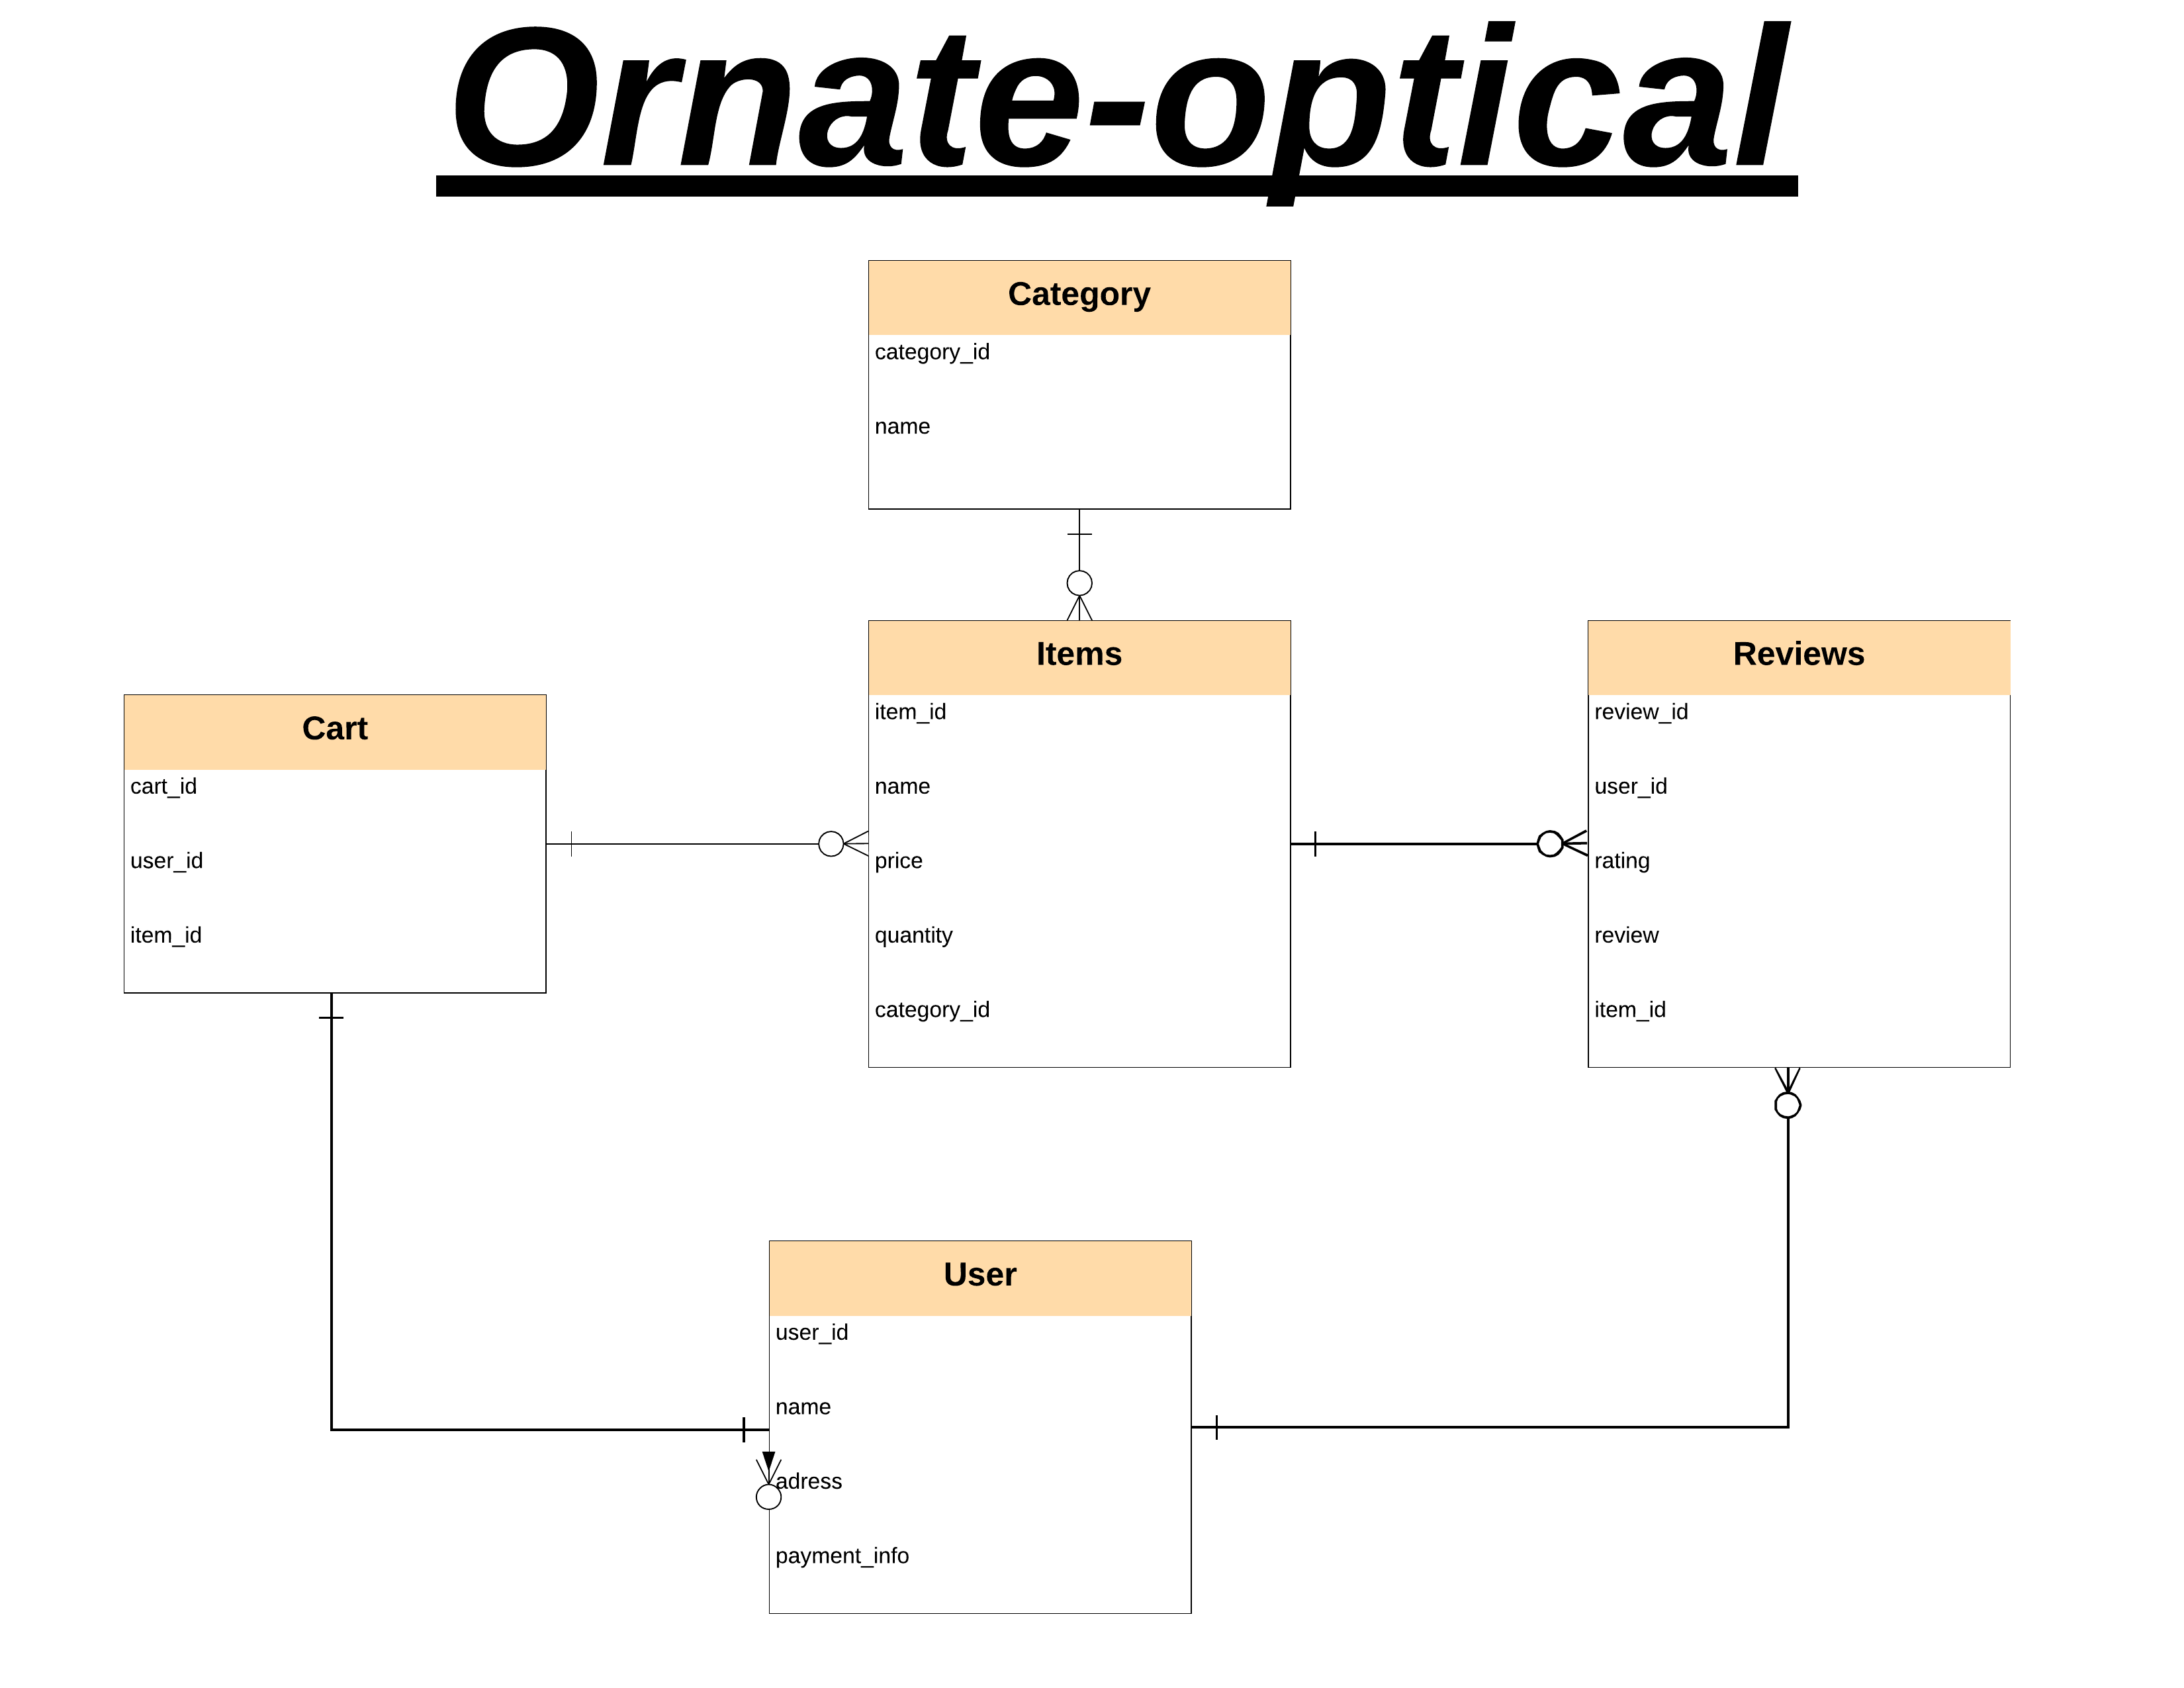 Ornate-optical
Category
category_id
name
Items
item_id
name
price
quantity
category_id
Reviews
review_id
user_id
rating
review
item_id
Cart
cart_id
user_id
item_id
User
user_id
name
adress
payment_info